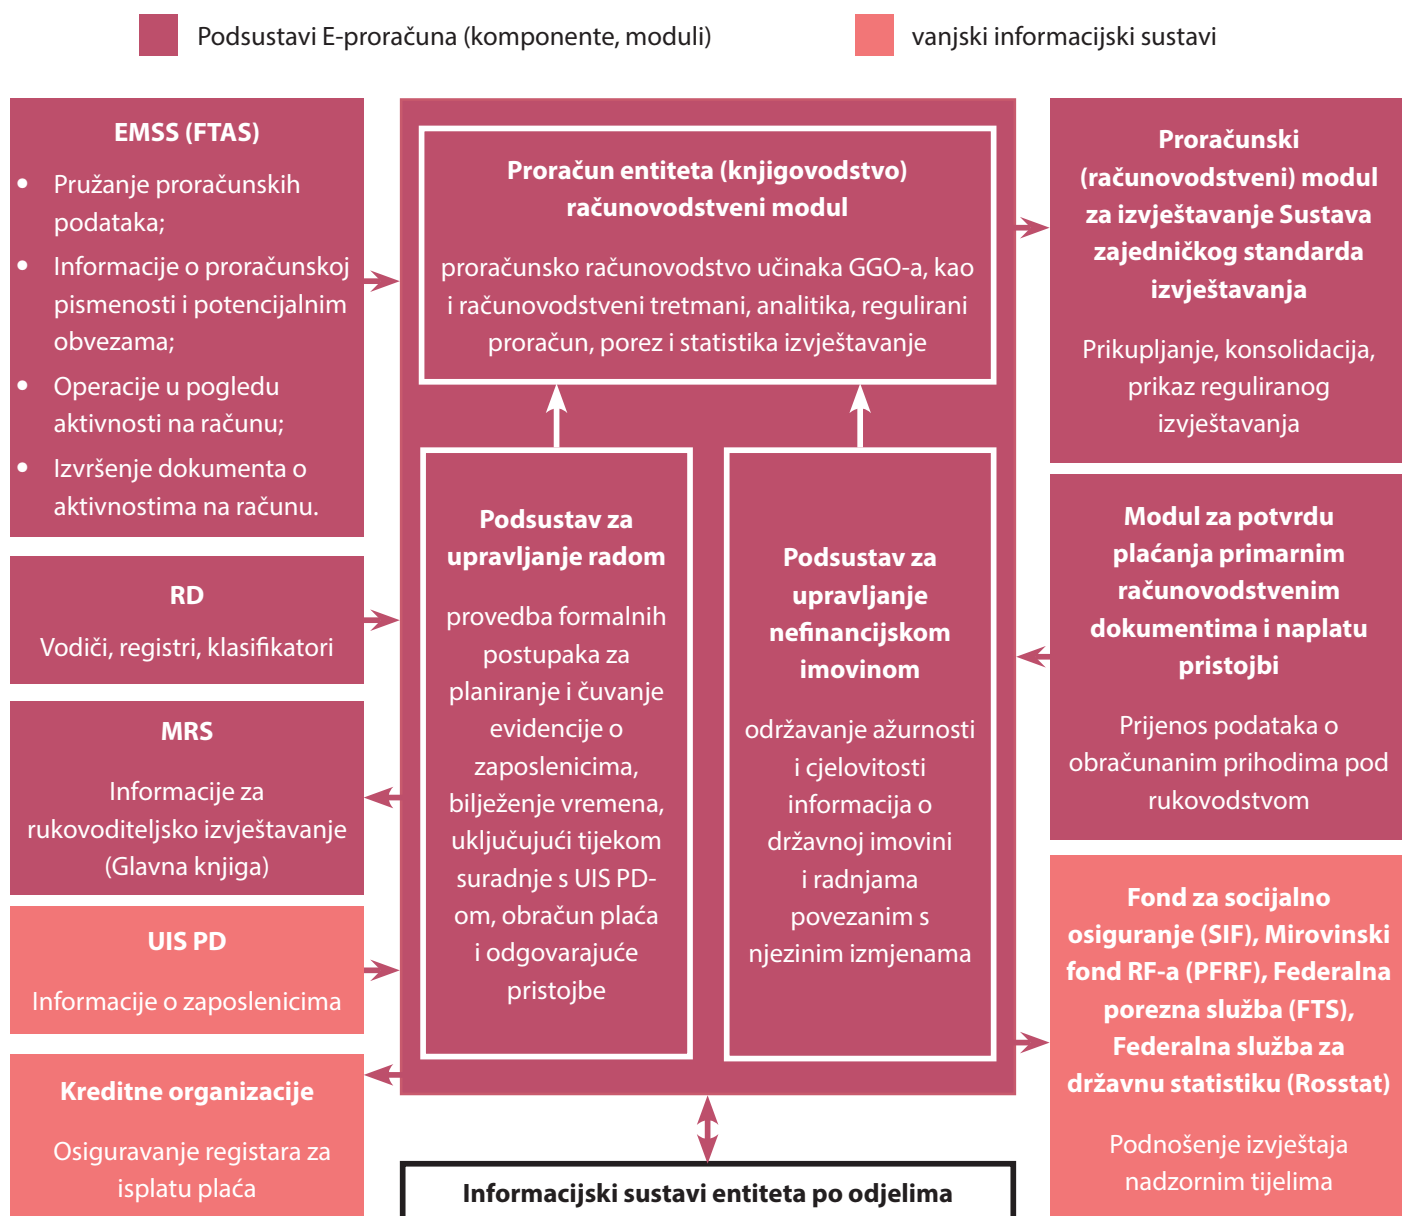 Podsustavi E-proračuna (komponente, moduli)
vanjski informacijski sustavi
EMSS (FTAS)
• Pružanje proračunskih
podataka;
• Informacije o proračunskoj
pismenosti i potencijalnim
obvezama;
• Operacije u pogledu
aktivnosti na računu;
• Izvršenje dokumenta o
aktivnostima na računu.
RD
Vodiči, registri, klasifikatori
MRS
Informacije za
rukovoditeljsko izvještavanje
(Glavna knjiga)
UIS PD
Informacije o zaposlenicima
Kreditne organizacije
Osiguravanje registara za
isplatu plaća
Proračun entiteta (knjigovodstvo)
računovodstveni modul
proračunsko računovodstvo učinaka GGO-a, kao
i računovodstveni tretmani, analitika, regulirani
proračun, porez i statistika izvještavanje
Podsustav za
upravljanje radom
provedba formalnih
postupaka za
planiranje i čuvanje
evidencije o
zaposlenicima,
bilježenje vremena,
uključujući tijekom
suradnje s UIS PD-
om, obračun plaća
i odgovarajuće
pristojbe
Podsustav za
upravljanje
nefinancijskom
imovinom
održavanje ažurnosti
i cjelovitosti
informacija o
državnoj imovini
i radnjama
povezanim s
njezinim izmjenama
Informacijski sustavi entiteta po odjelima
Proračunski
(računovodstveni) modul
za izvještavanje Sustava
zajedničkog standarda
izvještavanja
Prikupljanje, konsolidacija,
prikaz reguliranog
izvještavanja
Modul za potvrdu
plaćanja primarnim
računovodstvenim
dokumentima i naplatu
pristojbi
Prijenos podataka o
obračunanim prihodima pod
rukovodstvom
Fond za socijalno
osiguranje (SIF), Mirovinski
fond RF-a (PFRF), Federalna
porezna služba (FTS),
Federalna služba za
državnu statistiku (Rosstat)
Podnošenje izvještaja
nadzornim tijelima